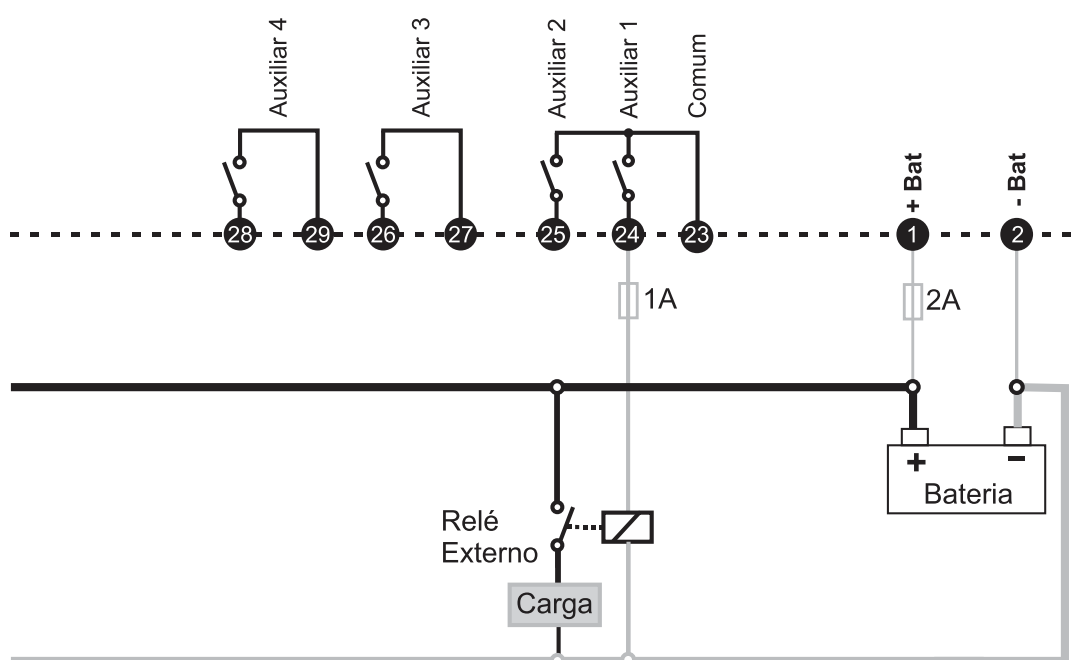 Auxiliar 4
Auxiliar 3
Auxiliar 2
Auxiliar 1
Comum
+ Bat
- Bat
28
29
26
27
25
24
23
1
2
1A
2A
+
−
Bateria
Relé
Externo
Carga